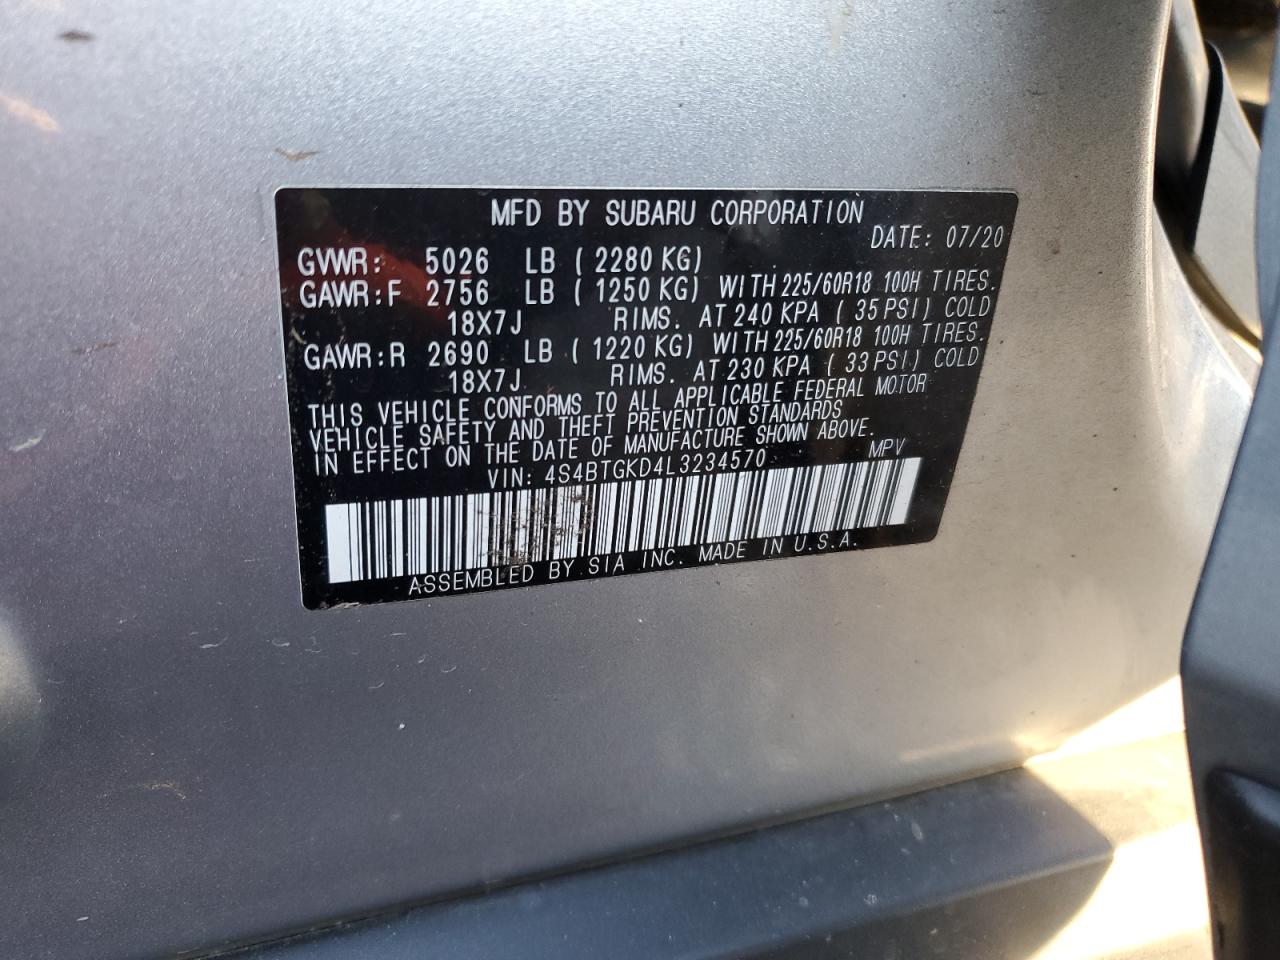 MFD BY SUBARU CORPORATION
DATE: 07/20
GVWR: 5026 LB ( 2280 KG)
GAWR:F 2756 LB ( 1250 KG) WITH 225/60R18 100H TIRES.
18X7J RIMS. AT 240 KPA ( 35 PSI) COLD
GAWR:R 2690 LB ( 1220 KG) WITH 225/60R18 100H TIRES.
18X7J RIMS. AT 230 KPA ( 33 PSI) COLD
THIS VEHICLE CONFORMS TO ALL APPLICABLE FEDERAL MOTOR
VEHICLE SAFETY AND THEFT PREVENTION STANDARDS
IN EFFECT ON THE DATE OF MANUFACTURE SHOWN ABOVE.
VIN: 4S4BTGKD4L3234570 MPV
ASSEMBLED BY SIA INC. MADE IN U.S.A.